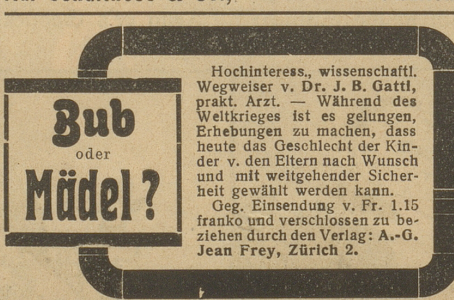 Bub
oder
Mädel?
Hochinteress., wissenschaftl.
Wegweiser v. Dr. J. B. Gattl,
prakt. Arzt. — Während des
Weltkrieges ist es gelungen,
Erhebungen zu machen, dass
heute das Geschlecht der Kin-
der v. den Eltern nach Wunsch
und mit weitgehender Sicher-
heit gewählt werden kann.
Geg. Einsendung v. Fr. 1.15
franko und verschlossen zu be-
ziehen durch den Verlag: A.-G.
Jean Frey, Zürich 2.